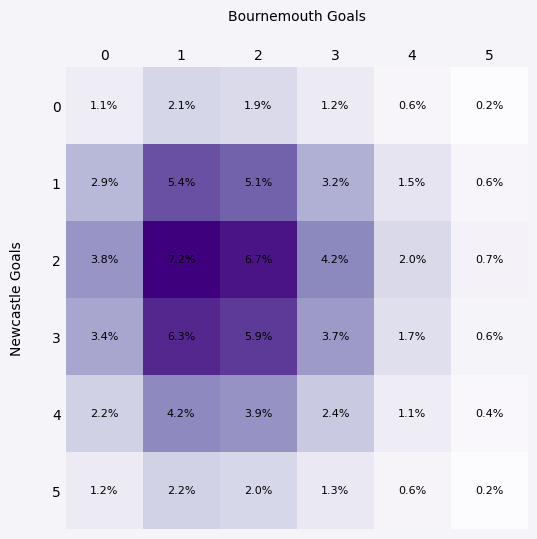 Bournemouth Goals
0 1 2 3 4 5
Newcastle Goals
0 1.1% 2.1% 1.9% 1.2% 0.6% 0.2%
1 2.9% 5.4% 5.1% 3.2% 1.5% 0.6%
2 3.8% 7.2% 6.7% 4.2% 2.0% 0.7%
3 3.4% 6.3% 5.9% 3.7% 1.7% 0.6%
4 2.2% 4.2% 3.9% 2.4% 1.1% 0.4%
5 1.2% 2.2% 2.0% 1.3% 0.6% 0.2%